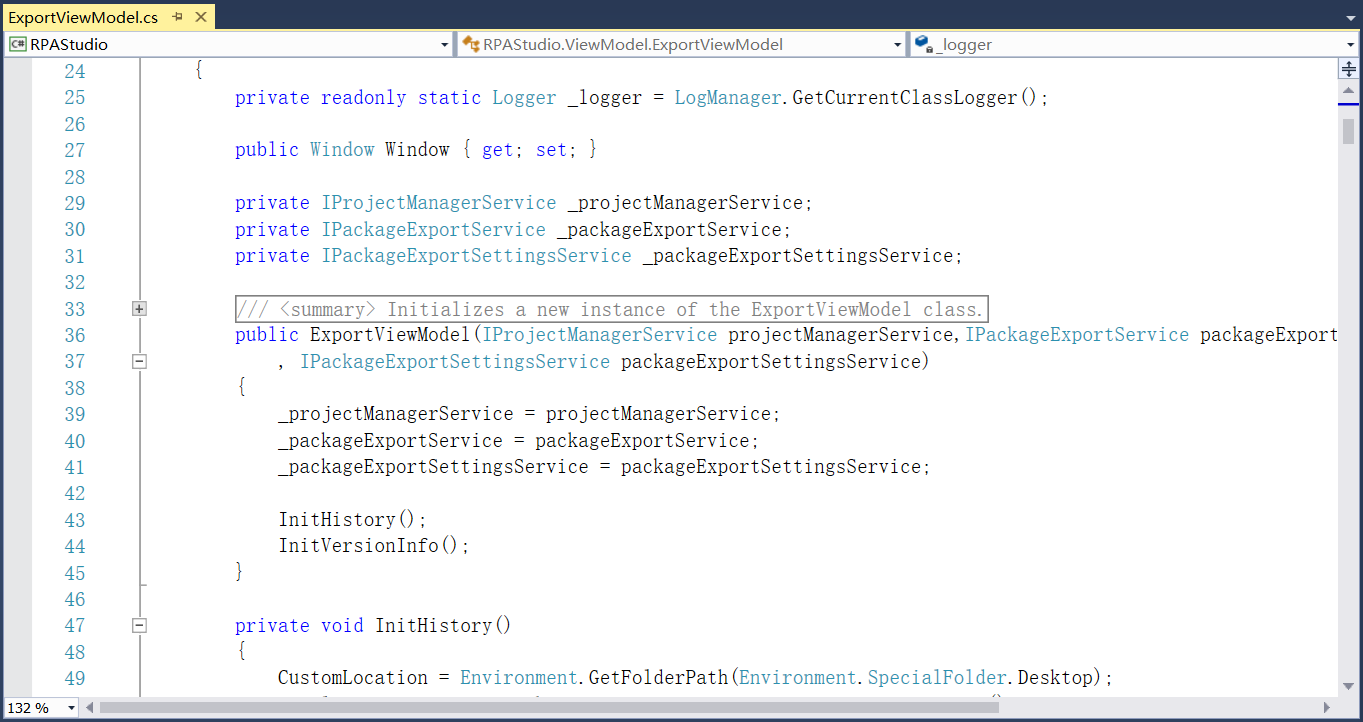 ExportViewModel.cs
C# RPAStudio RPAStudio.ViewModel.ExportViewModel _logger
24 {
25 private readonly static Logger _logger = LogManager.GetCurrentClassLogger();
26
27 public Window Window { get; set; }
28
29 private IProjectManagerService _projectManagerService;
30 private IPackageExportService _packageExportService;
31 private IPackageExportSettingsService _packageExportSettingsService;
32
33 /// <summary> Initializes a new instance of the ExportViewModel class.
36 public ExportViewModel(IProjectManagerService projectManagerService,IPackageExportService packageExport
37 , IPackageExportSettingsService packageExportSettingsService)
38 {
39 _projectManagerService = projectManagerService;
40 _packageExportService = packageExportService;
41 _packageExportSettingsService = packageExportSettingsService;
42
43 InitHistory();
44 InitVersionInfo();
45 }
46
47 private void InitHistory()
48 {
49 CustomLocation = Environment.GetFolderPath(Environment.SpecialFolder.Desktop);
132 %